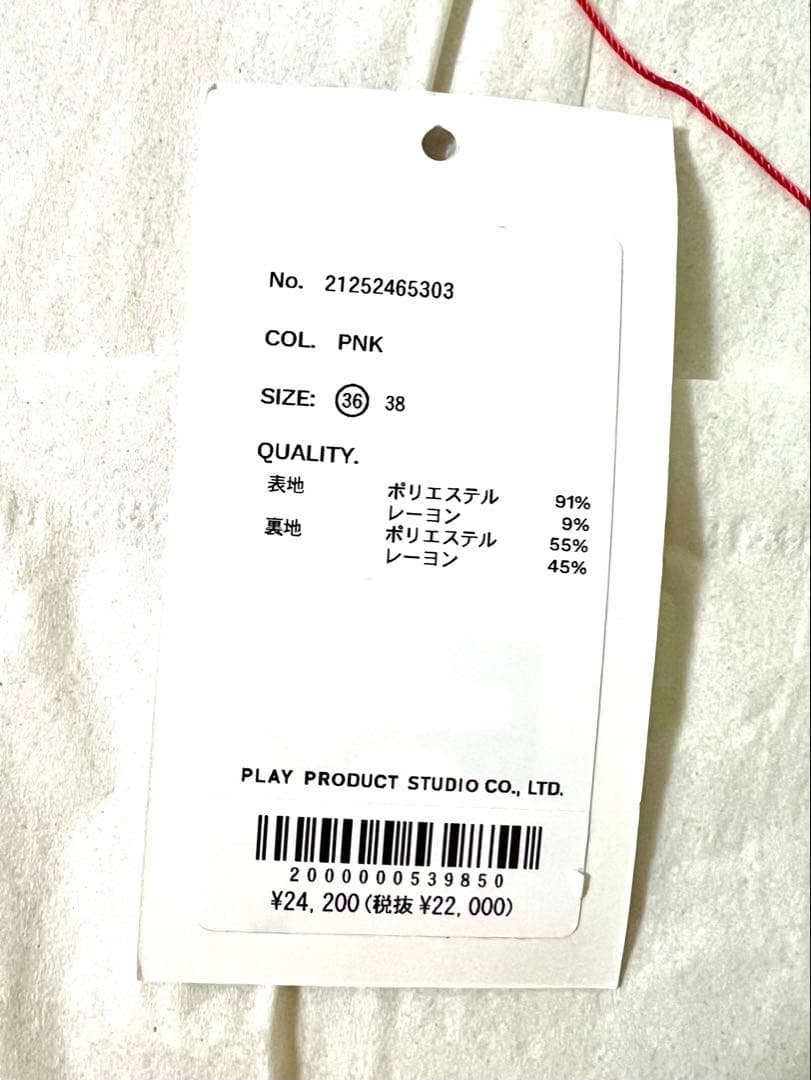 No. 21252465303
COL. PNK
SIZE: 36 38
QUALITY.
表地 ポリエステル 91%
レーヨン 9%
裏地 ポリエステル 55%
レーヨン 45%
PLAY PRODUCT STUDIO CO., LTD.
2000000539850
¥24,200(税抜¥22,000)